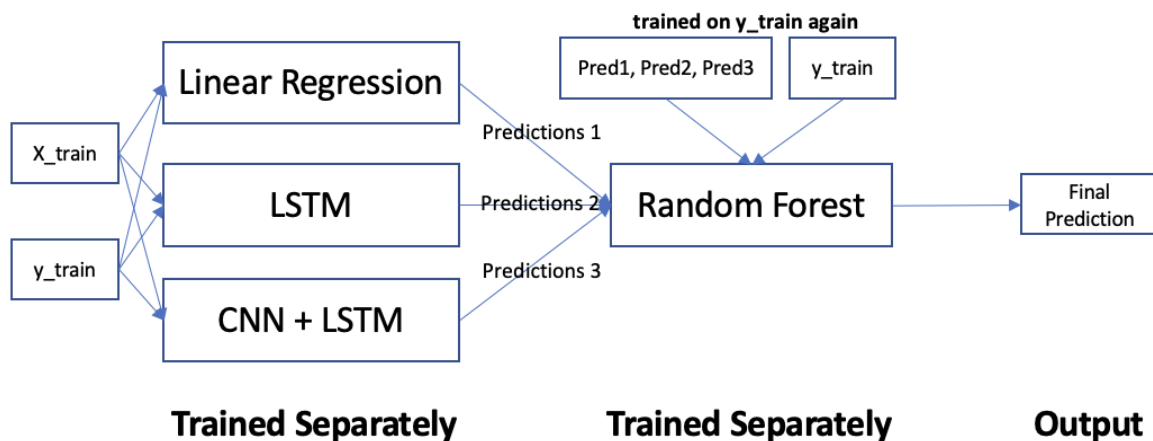 trained on y_train again
Linear Regression
Pred1, Pred2, Pred3
y_train
X_train
Predictions 1
LSTM
Predictions 2
Random Forest
Final
Prediction
y_train
Predictions 3
CNN + LSTM
Trained Separately
Trained Separately
Output